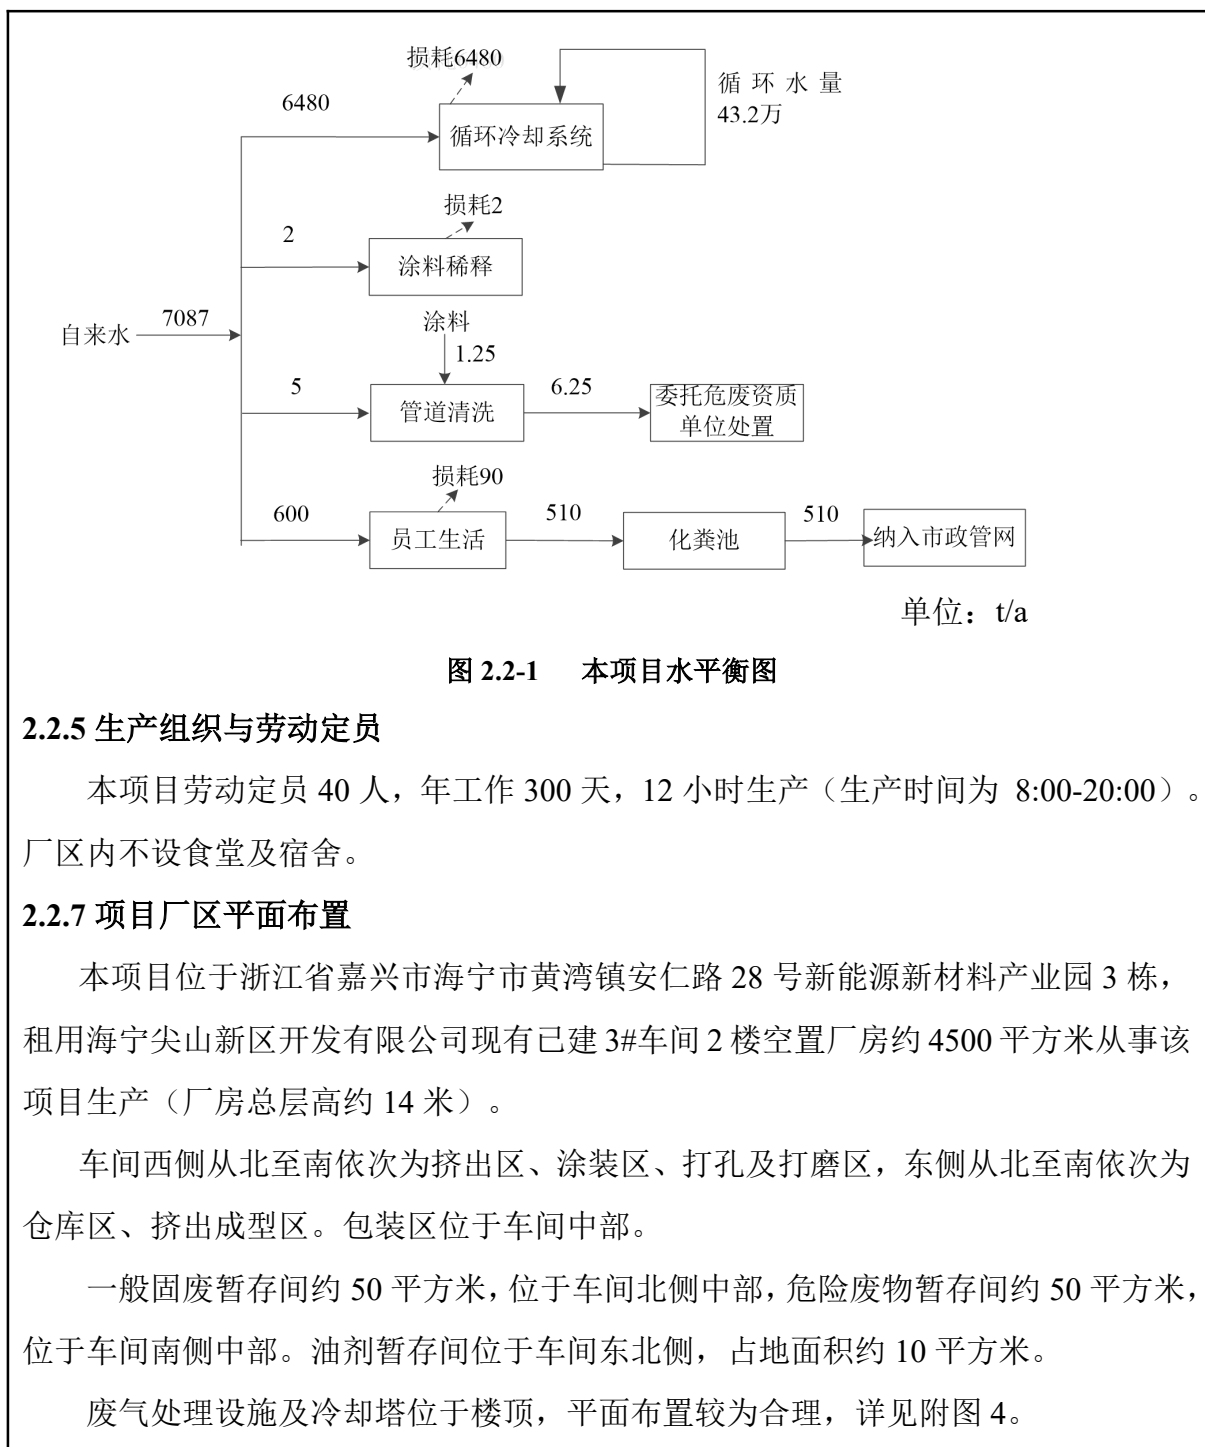 损耗6480
循环水量
43.2万
6480
循环冷却系统
损耗2
2
涂料稀释
自来水
7087
涂料
1.25
5
管道清洗
6.25
委托危废资质
单位处置
损耗90
600
员工生活
510
化粪池
510
纳入市政管网
单位：t/a
图 2.2-1 本项目水平衡图
2.2.5 生产组织与劳动定员
本项目劳动定员 40 人，年工作 300 天，12 小时生产（生产时间为 8:00-20:00）。
厂区内不设食堂及宿舍。
2.2.7 项目厂区平面布置
本项目位于浙江省嘉兴市海宁市黄湾镇安仁路 28 号新能源新材料产业园 3 栋，
租用海宁尖山新区开发有限公司现有已建 3#车间 2 楼空置厂房约 4500 平方米从事该
项目生产（厂房总层高约 14 米）。
车间西侧从北至南依次为挤出区、涂装区、打孔及打磨区，东侧从北至南依次为
仓库区、挤出成型区。包装区位于车间中部。
一般固废暂存间约 50 平方米，位于车间北侧中部，危险废物暂存间约 50 平方米，
位于车间南侧中部。油剂暂存间位于车间东北侧，占地面积约 10 平方米。
废气处理设施及冷却塔位于楼顶，平面布置较为合理，详见附图 4。